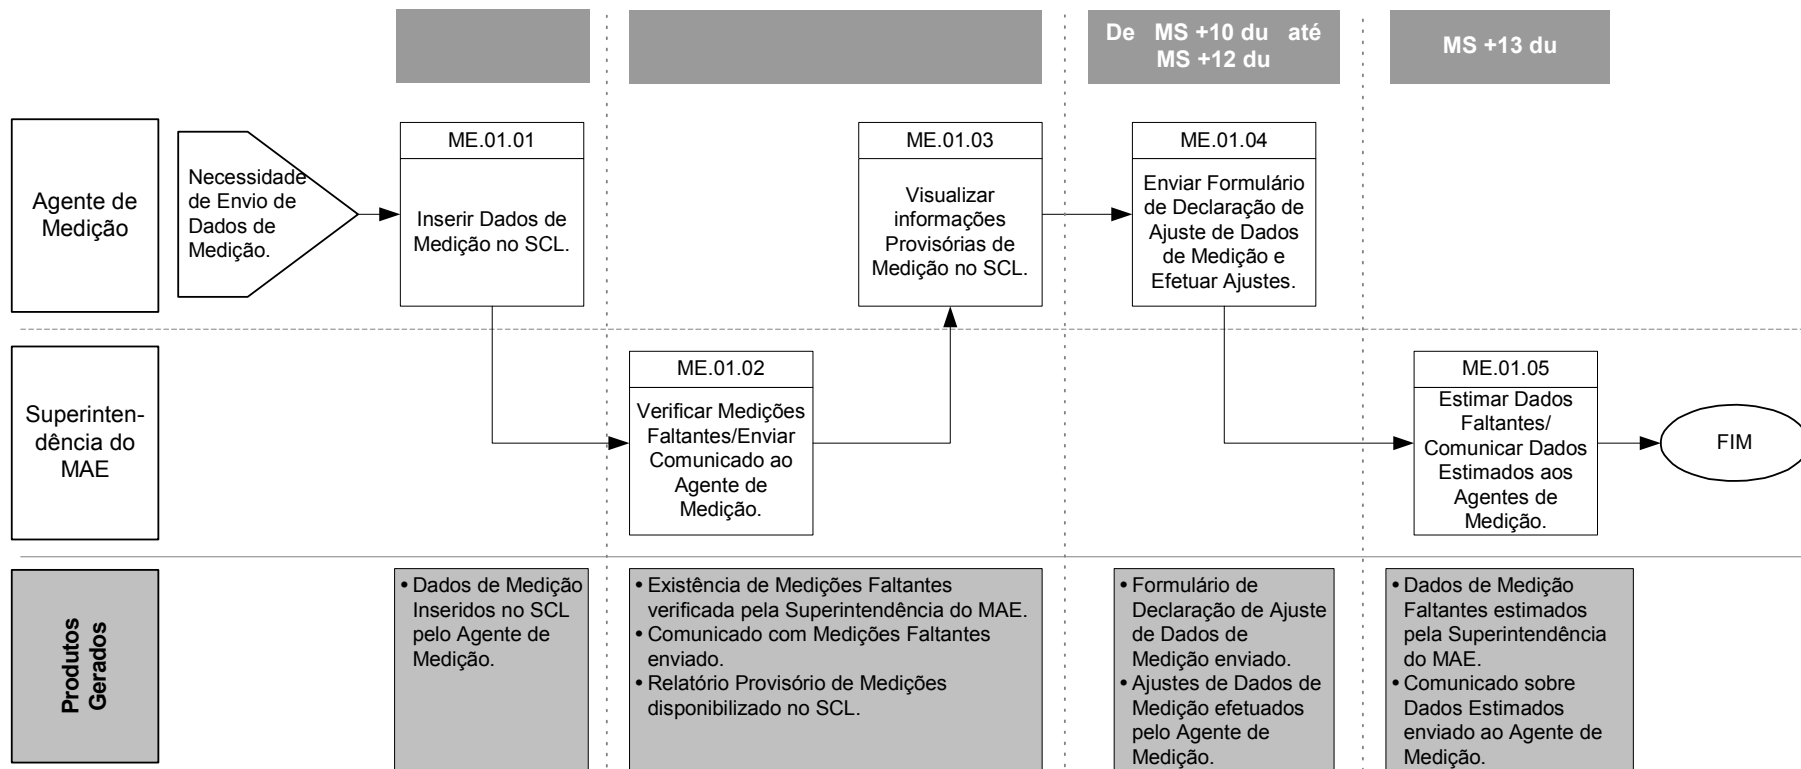 De MS +10 du até
MS +12 du
MS +13 du
Agente de
Medição
Necessidade
de Envio de
Dados de
Medição.
ME.01.01
Inserir Dados de
Medição no SCL.
ME.01.03
Visualizar
informações
Provisórias de
Medição no SCL.
ME.01.04
Enviar Formulário
de Declaração de
Ajuste de Dados
de Medição e
Efetuar Ajustes.
Superinten-
dência do
MAE
ME.01.02
Verificar Medições
Faltantes/Enviar
Comunicado ao
Agente de
Medição.
ME.01.05
Estimar Dados
Faltantes/
Comunicar Dados
Estimados aos
Agentes de
Medição.
FIM
Produtos
Gerados
• Dados de Medição
Inseridos no SCL
pelo Agente de
Medição.
• Existência de Medições Faltantes
verificada pela Superintendência do MAE.
• Comunicado com Medições Faltantes
enviado.
• Relatório Provisório de Medições
disponibilizado no SCL.
• Formulário de
Declaração de Ajuste
de Dados de
Medição enviado.
• Ajustes de Dados de
Medição efetuados
pelo Agente de
Medição.
• Dados de Medição
Faltantes estimados
pela Superintendência
do MAE.
• Comunicado sobre
Dados Estimados
enviado ao Agente de
Medição.